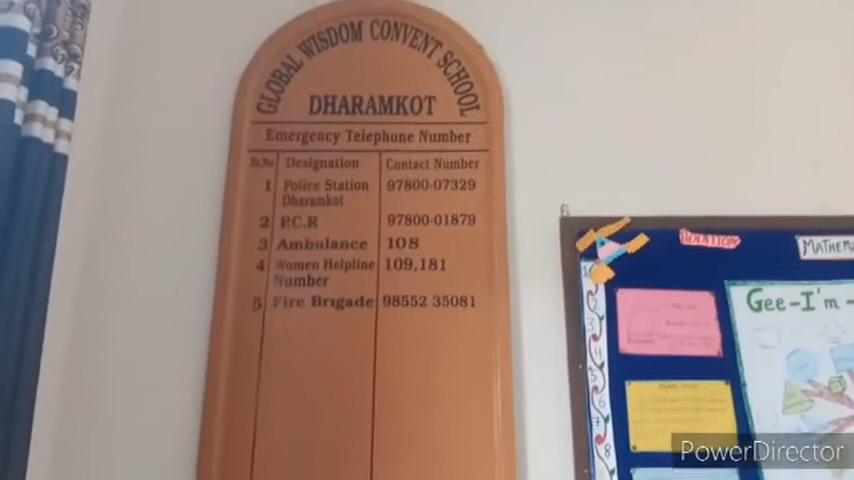 GLOBAL WISDOM CONVENT SCHOOL
DHARAMKOT
Emergency Telephone Number
Sr.No Designation Contact Number
1 Police Station 97800-07329
Dharamkot
2 P.C.R 97800-01879
3 Ambulance 108
4 Women Helpline 109,181
Number
5 Fire Brigade 98552 35081
ADDITION
MATHEMA
Gee-I'm-
PowerDirector